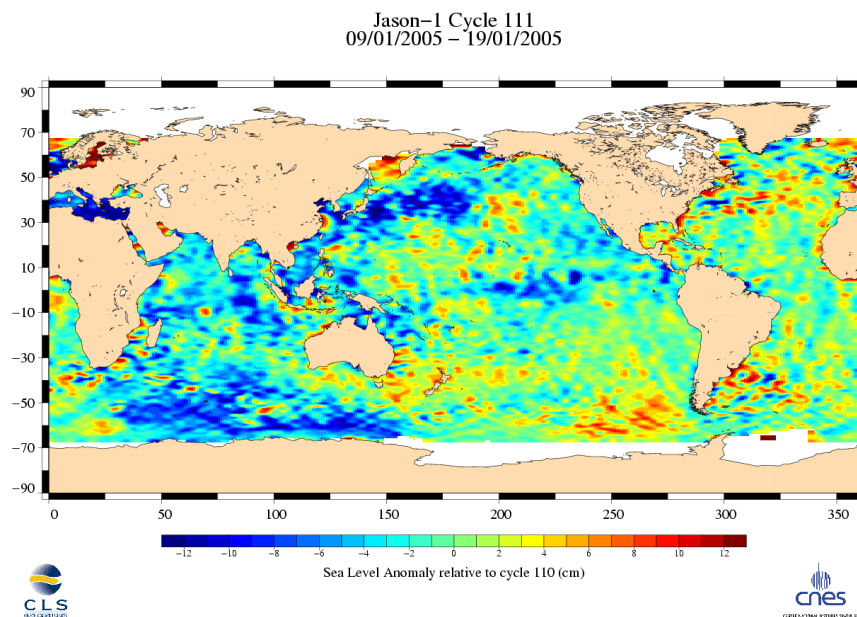 Jason−1 Cycle 111
09/01/2005 − 19/01/2005
90
70
50
30
10
−10
−30
−50
−70
−90
0 50 100 150 200 250 300 350
−12 −10 −8 −6 −4 −2 0 2 4 6 8 10 12
Sea Level Anomaly relative to cycle 110 (cm)
CLS
cnes